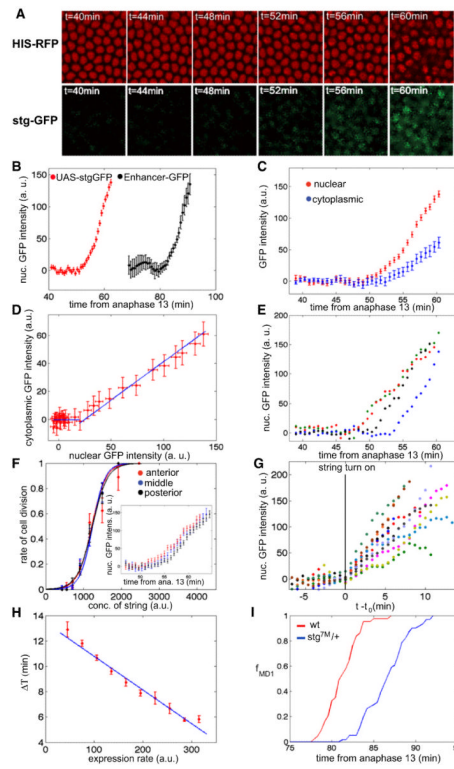 A
HIS-RFP
t=40min t=44min t=48min t=52min t=56min t=60min
stg-GFP
t=40min t=44min t=48min t=52min t=56min t=60min
B
UAS-stgGFP Enhancer-GFP
nuc. GFP intensity (a. u.)
150
100
50
0
40 60 80 100
time from anaphase 13 (min)
C
nuclear
cytoplasmic
GFP intensity (a.u.)
150
100
50
0
40 45 50 55 60
time from anaphase 13 (min)
D
cytoplasmic GFP intensity (a.u.)
80
60
40
20
0
0 50 100 150
nuclear GFP intensity (a. u.)
E
nuc. GFP intensity (a.u.)
200
150
100
50
0
40 45 50 55 60
time from anaphase 13 (min)
F
anterior
middle
posterior
rate of cell division
1
0.8
0.6
0.4
0.2
0
0 1000 2000 4000
conc. of string (a.u.)
nuc. GFP intens. (a. u.)
150
100
50
0
time from ana. 13 (min)
G
string turn on
nuc. GFP intensity (a.u.)
200
150
100
50
0
-5 0 5 10
t -t0(min)
H
ΔT (min)
14
12
10
8
6
4
0 100 200 300 400
expression rate (a.u.)
I
wt
stg7M/+
fMD1
1
0.8
0.6
0.4
0.2
0
75 80 85 90
time from anaphase 13 (min)